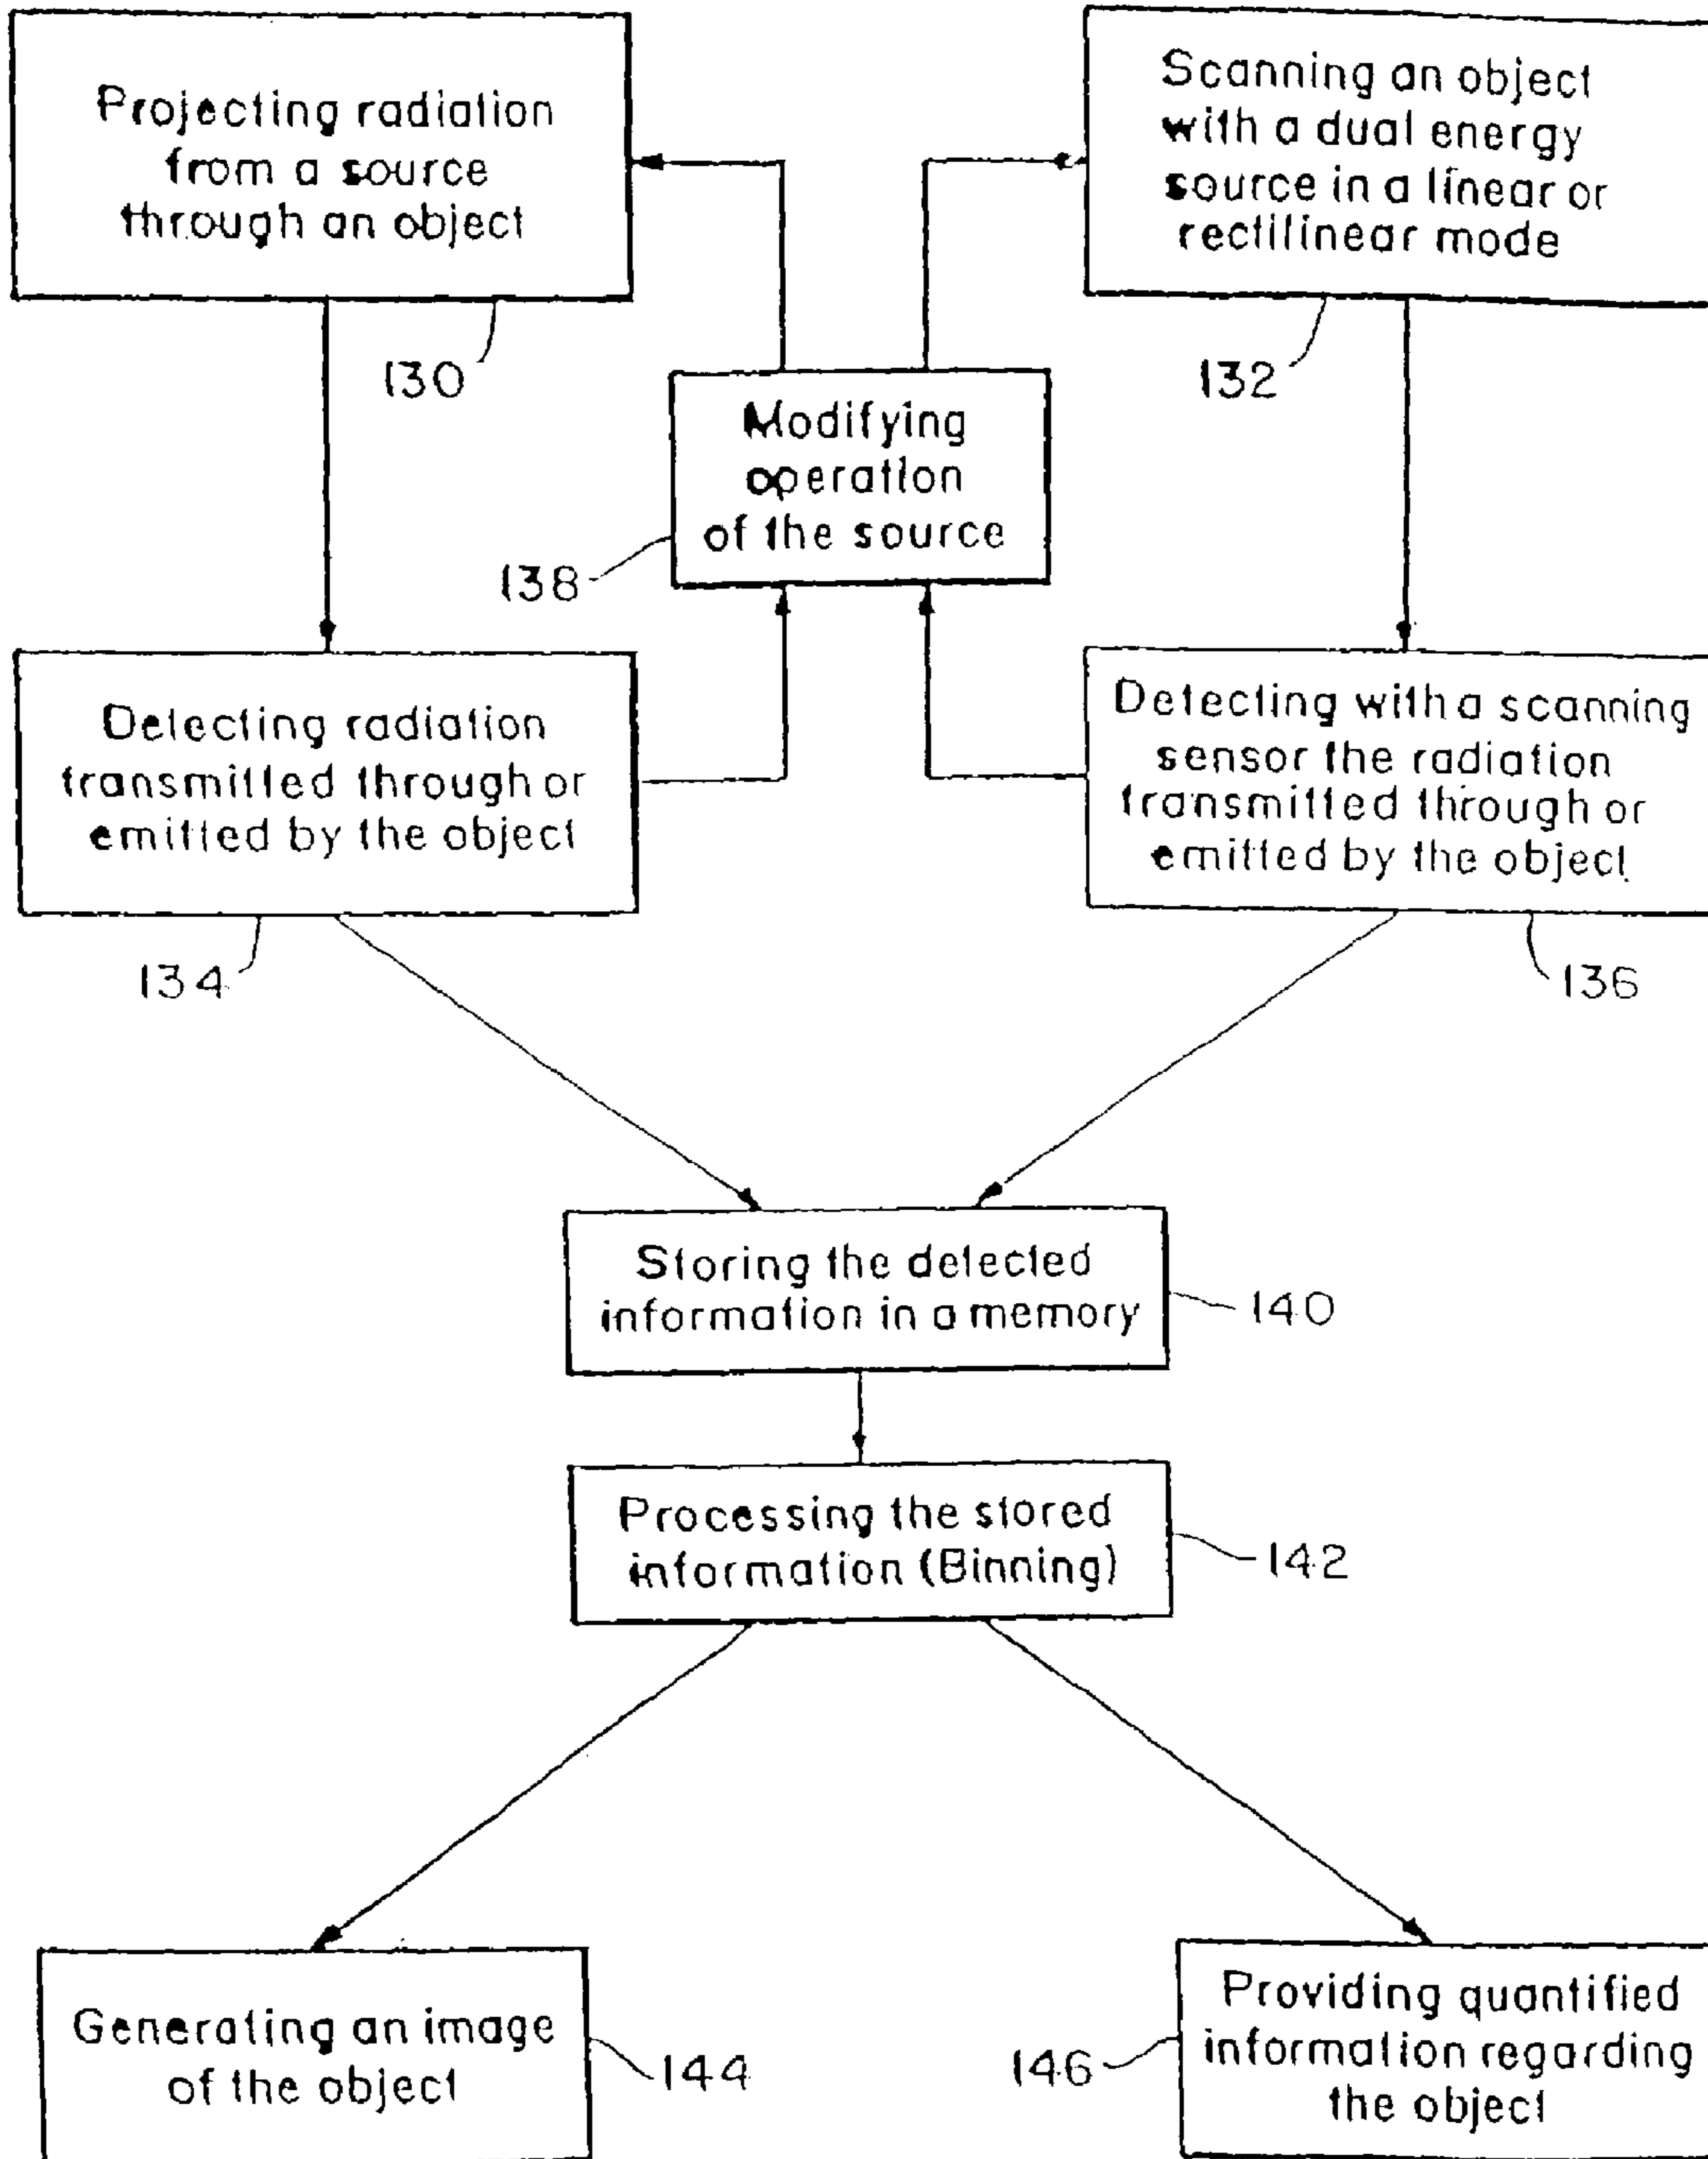 Projecting radiation
from a source
through an object
130
Scanning an object
with a dual energy
source in a linear or
rectilinear mode
132
Modifying
operation
of the source
138
Detecting radiation
transmitted through or
emitted by the object
134
Detecting with a scanning
sensor the radiation
transmitted through or
emitted by the object
136
Storing the detected
information in a memory
140
Processing the stored
information (Binning)
142
Generating an image
of the object
144
Providing quantified
information regarding
the object
146